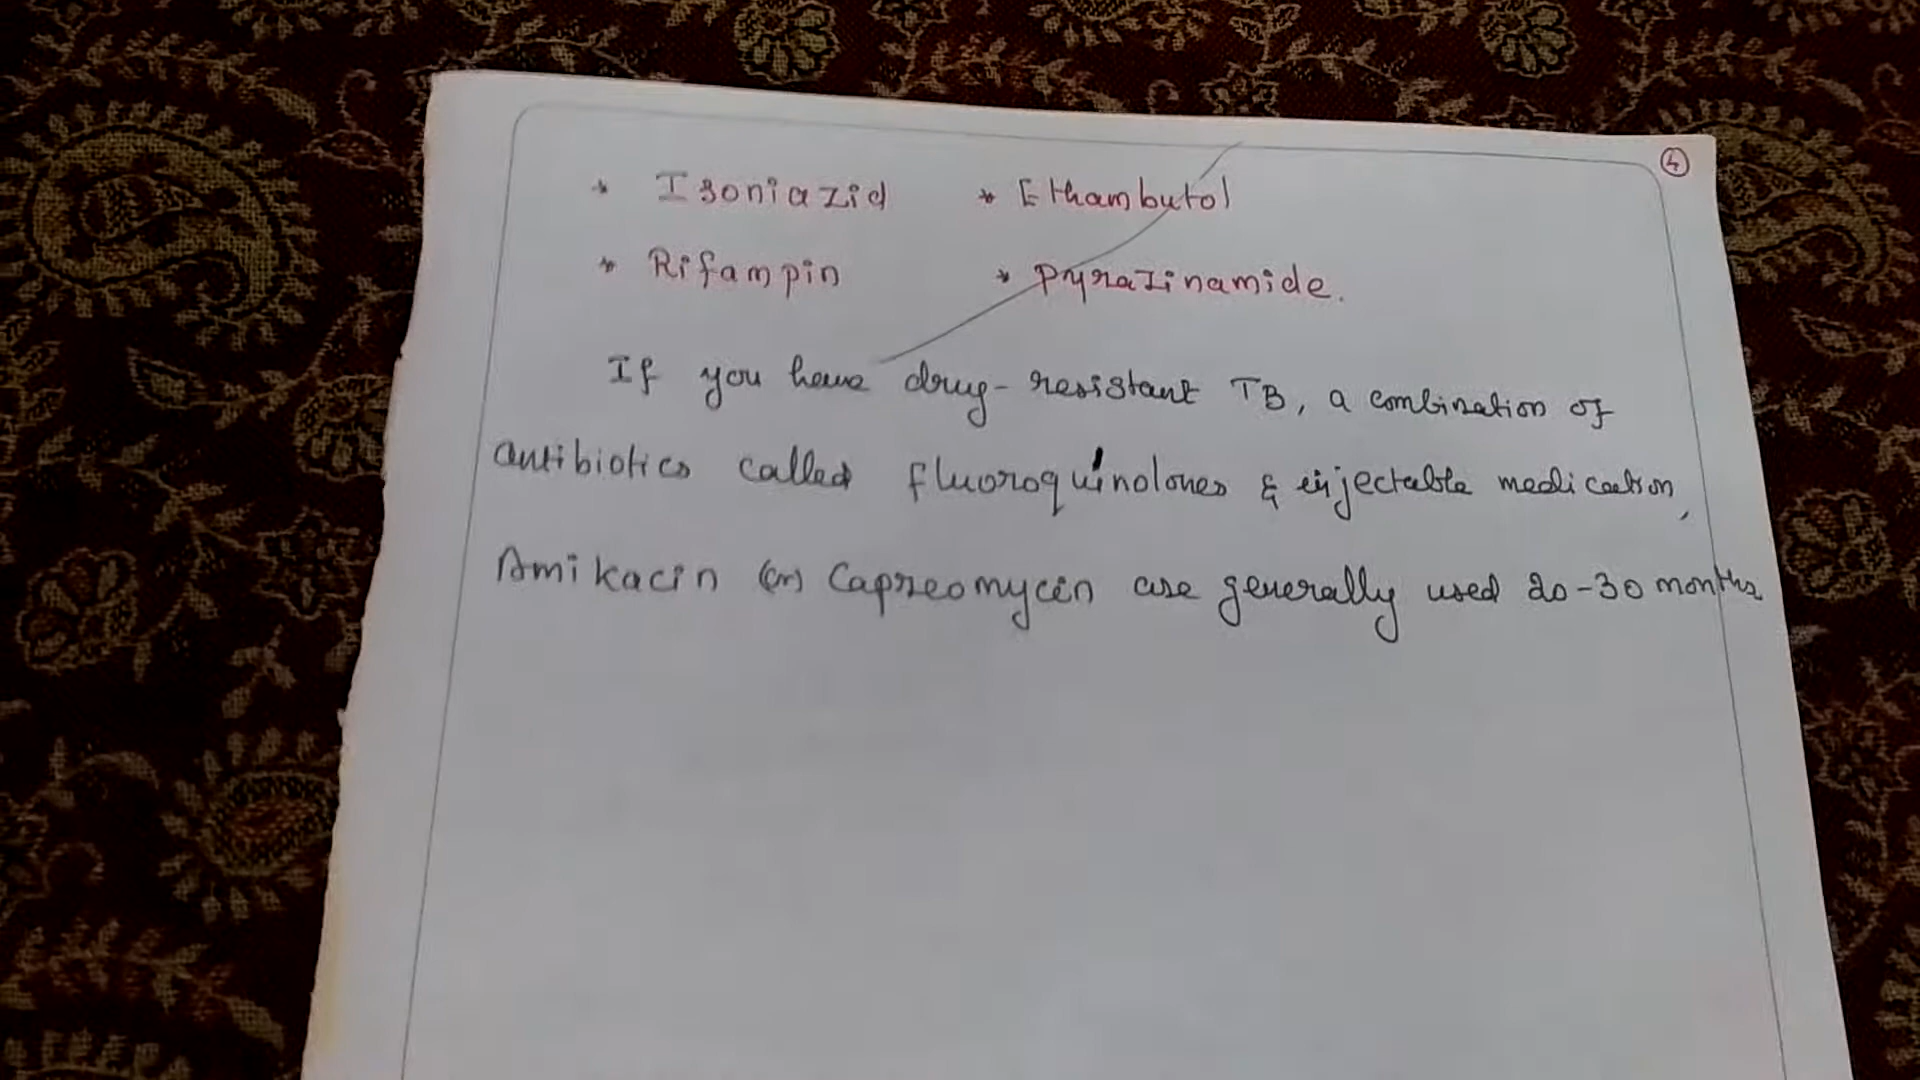 ④
* Isoniazid * Ethambutol
* Rifampin * Pyrazinamide.
If you have drug-resistant TB, a combination of
antibiotics called fluoroquinolones & injectable medication,
Amikacin (or) Capreomycin are generally used 20-30 months